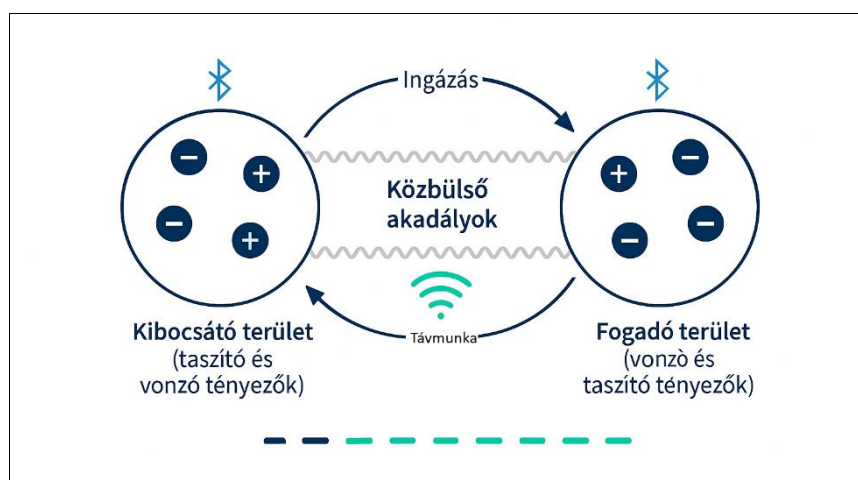 Ingázás
Közbülső
akadályok
Távmunka
Kibocsátó terület
(taszító és
vonzó tényezők)
Fogadó terület
(vonzò és
taszító tényezők)